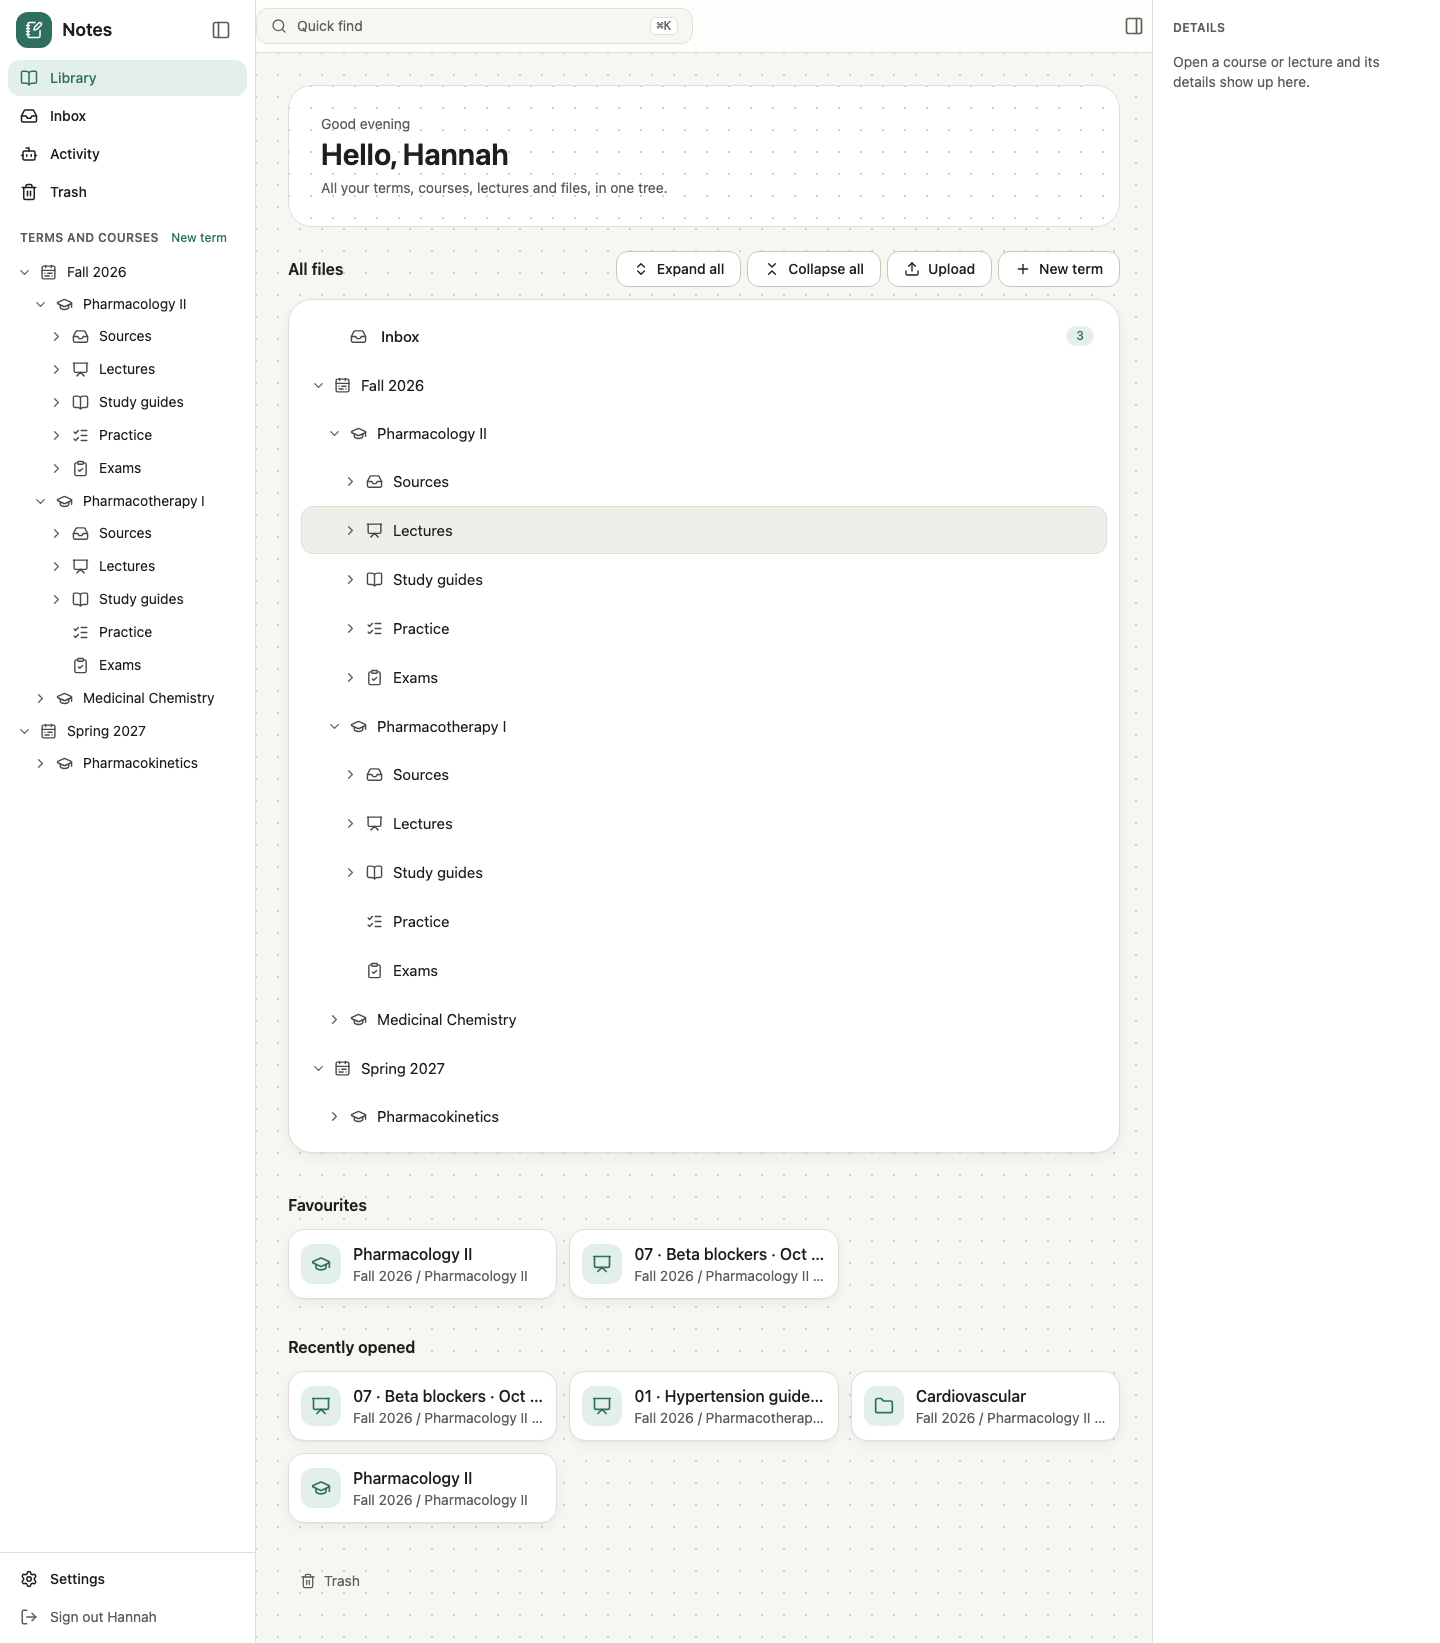 Notes
Library
Inbox
Activity
Trash
TERMS AND COURSES New term
Fall 2026
Pharmacology II
Sources
Lectures
Study guides
Practice
Exams
Pharmacotherapy I
Sources
Lectures
Study guides
Practice
Exams
Medicinal Chemistry
Spring 2027
Pharmacokinetics
Settings
Sign out Hannah
Quick find ⌘K
Good evening
Hello, Hannah
All your terms, courses, lectures and files, in one tree.
All files
Expand all
Collapse all
Upload
New term
Inbox 3
Fall 2026
Pharmacology II
Sources
Lectures
Study guides
Practice
Exams
Pharmacotherapy I
Sources
Lectures
Study guides
Practice
Exams
Medicinal Chemistry
Spring 2027
Pharmacokinetics
Favourites
Pharmacology II
Fall 2026 / Pharmacology II
07 · Beta blockers · Oct ...
Fall 2026 / Pharmacology II ...
Recently opened
07 · Beta blockers · Oct ...
Fall 2026 / Pharmacology II ...
01 · Hypertension guide...
Fall 2026 / Pharmacotherap...
Cardiovascular
Fall 2026 / Pharmacology II ...
Pharmacology II
Fall 2026 / Pharmacology II
Trash
DETAILS
Open a course or lecture and its
details show up here.